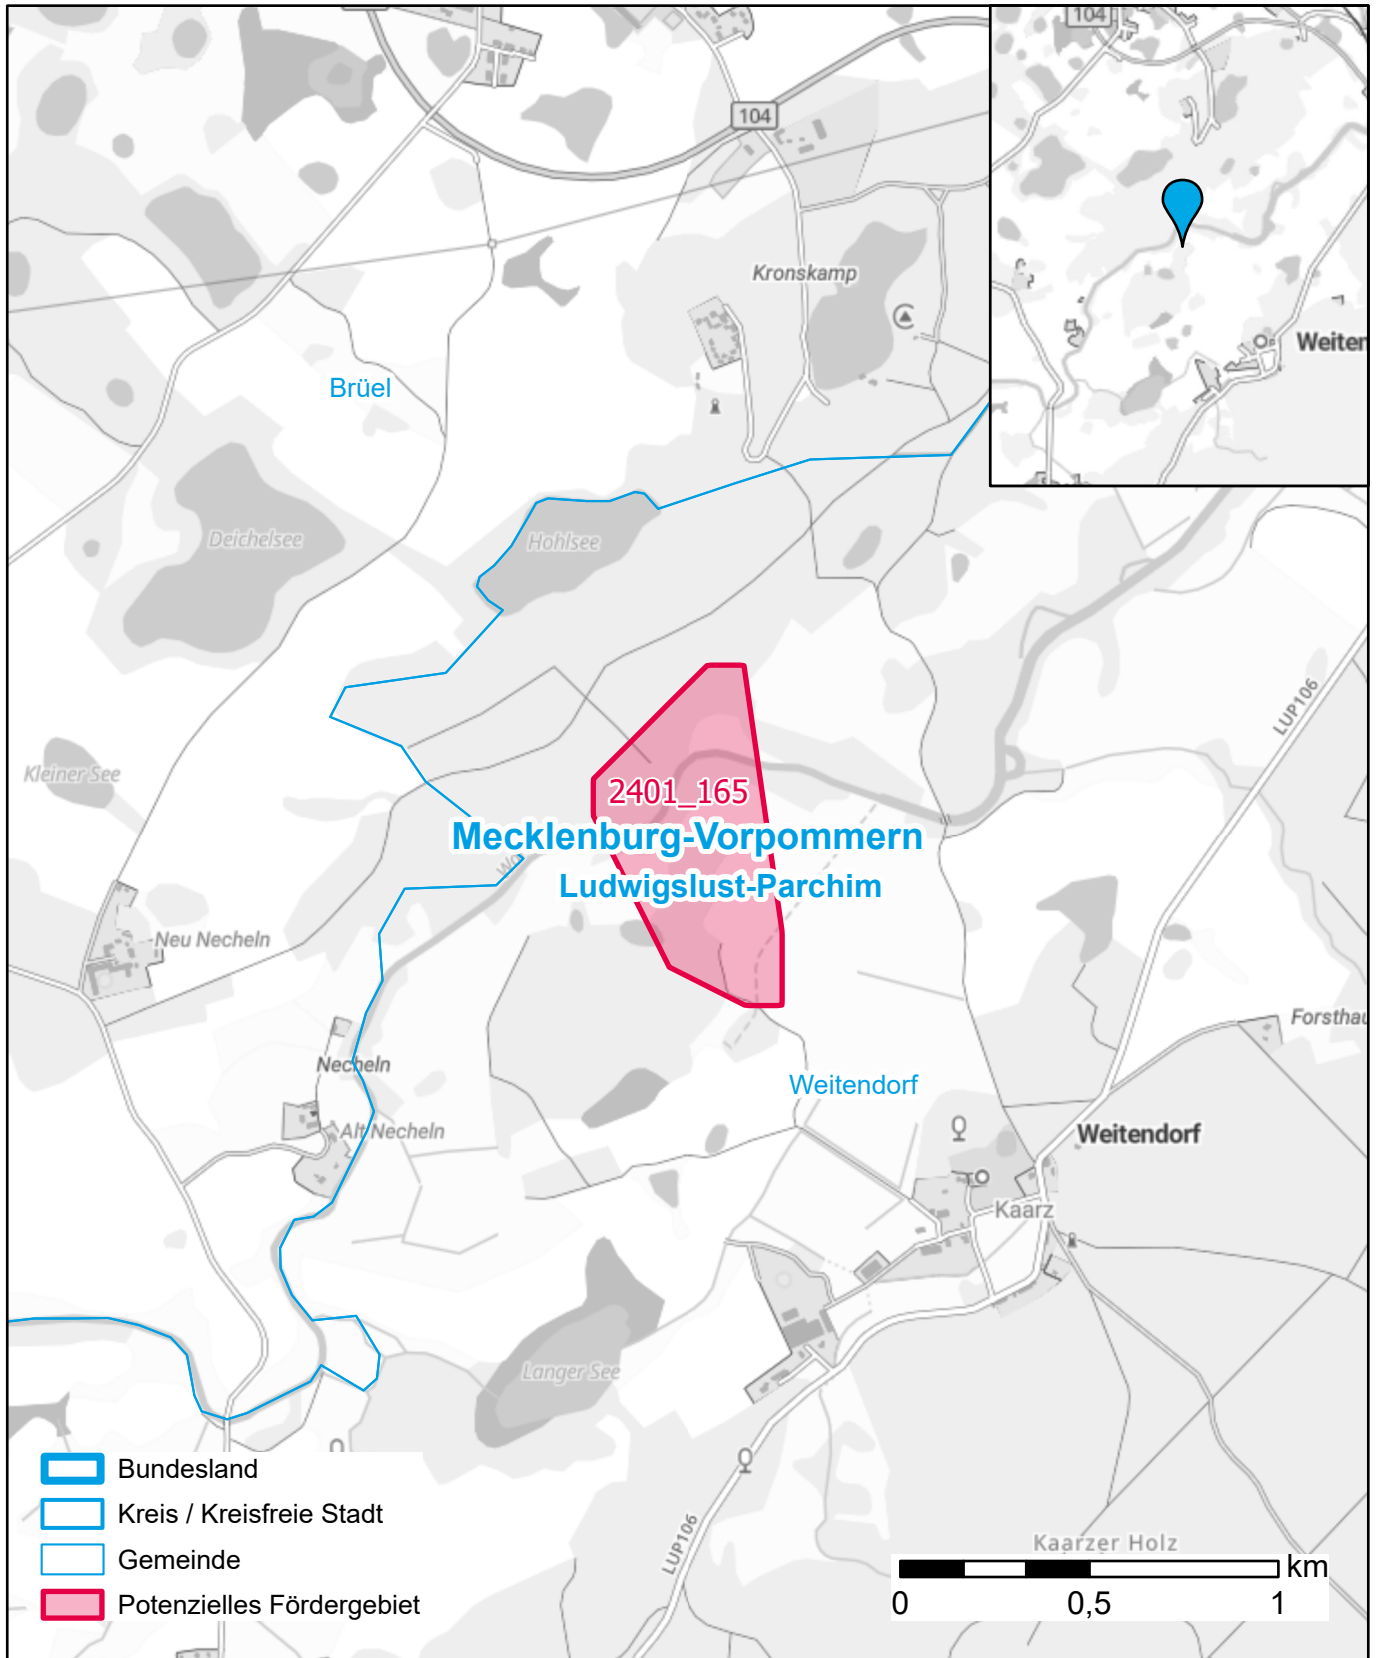 104
104
Weiten
Kronskamp
Brüel
Deichelsee
Hohlsee
LUP106
Kleiner See
2401_165
Mecklenburg-Vorpommern
Ludwigslust-Parchim
Neu Necheln
Forsthau
Necheln
Weitendorf
Alt Necheln
Weitendorf
Kaarz
Langer See
LUP106
Kaarzer Holz
Bundesland
Kreis / Kreisfreie Stadt
Gemeinde
Potenzielles Fördergebiet
km
0 0,5 1